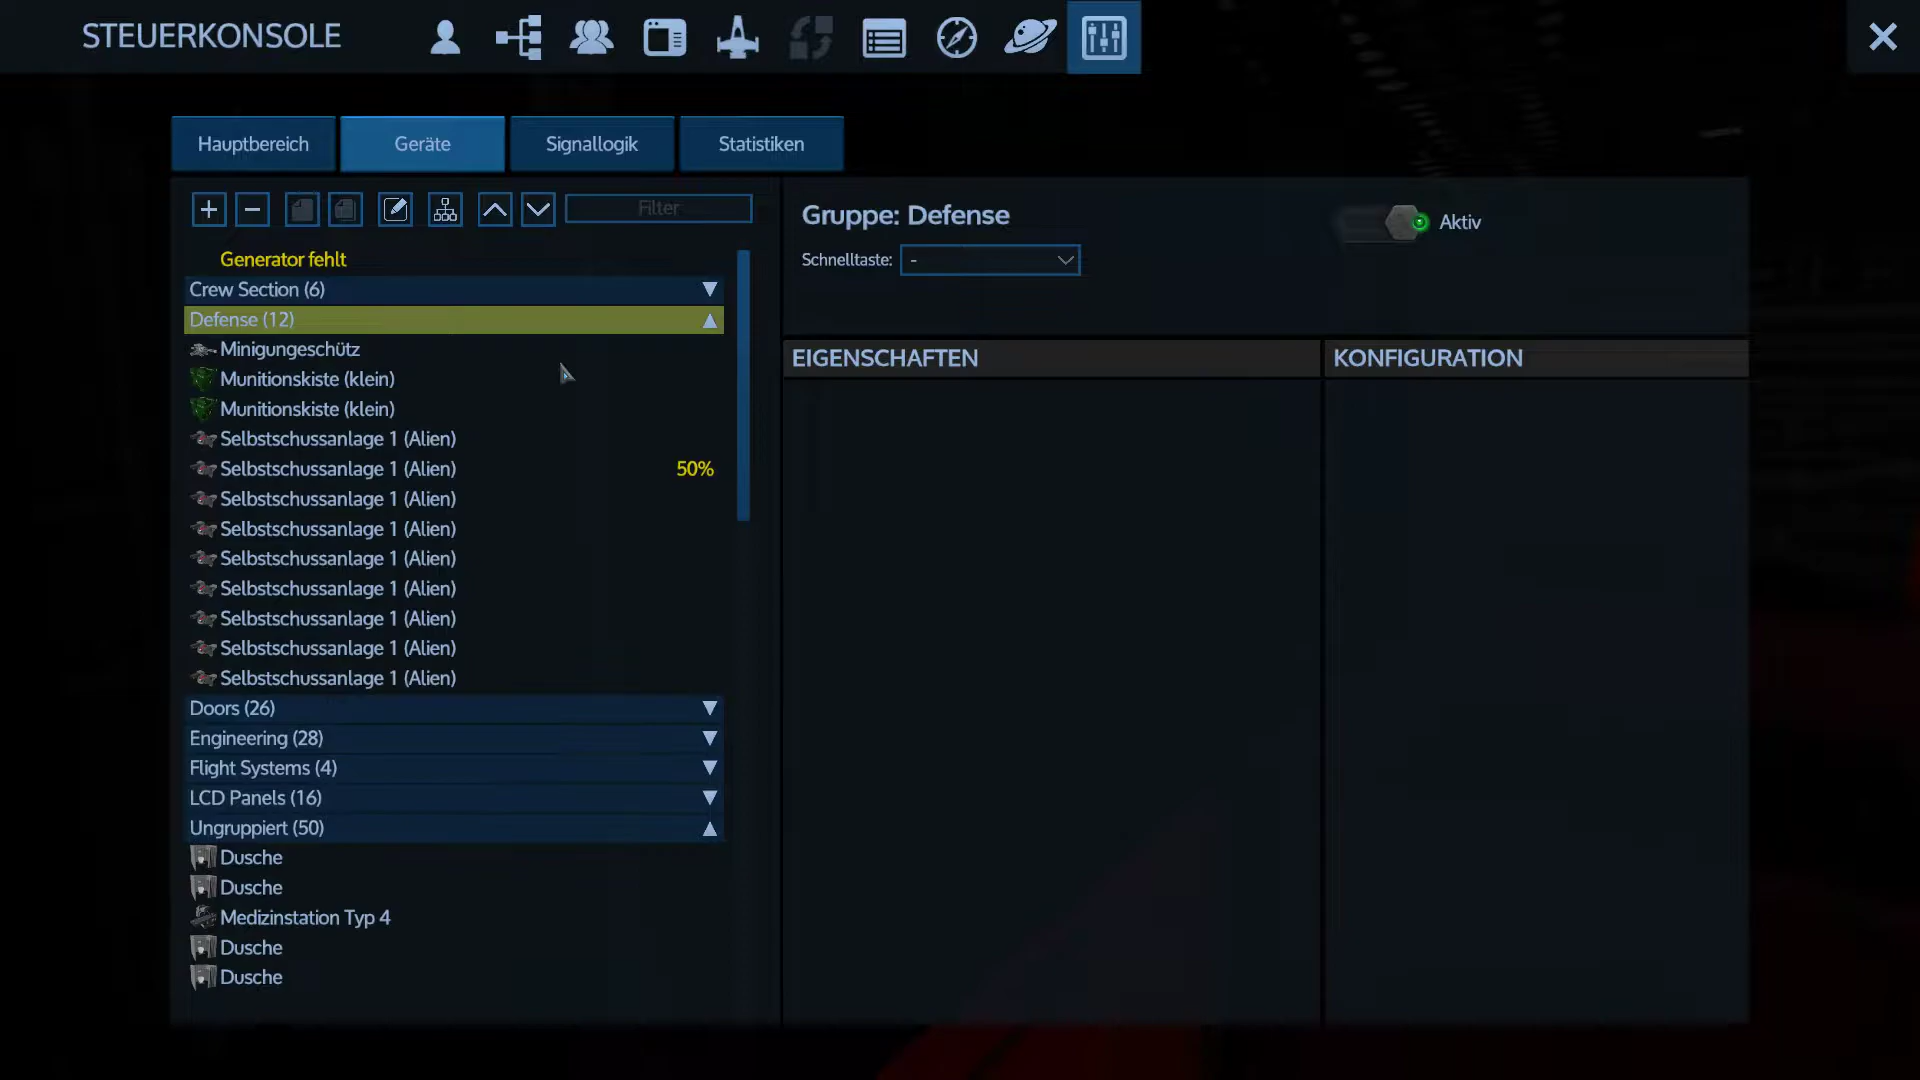 STEUERKONSOLE
Hauptbereich
Geräte
Signallogik
Statistiken
Filter
Generator fehlt
Crew Section (6)
Defense (12)
Minigungeschütz
Munitionskiste (klein)
Munitionskiste (klein)
Selbstschussanlage 1 (Alien)
Selbstschussanlage 1 (Alien) 50%
Selbstschussanlage 1 (Alien)
Selbstschussanlage 1 (Alien)
Selbstschussanlage 1 (Alien)
Selbstschussanlage 1 (Alien)
Selbstschussanlage 1 (Alien)
Selbstschussanlage 1 (Alien)
Selbstschussanlage 1 (Alien)
Doors (26)
Engineering (28)
Flight Systems (4)
LCD Panels (16)
Ungruppiert (50)
Dusche
Dusche
Medizinstation Typ 4
Dusche
Dusche
Gruppe: Defense
Aktiv
Schnelltaste: -
EIGENSCHAFTEN
KONFIGURATION